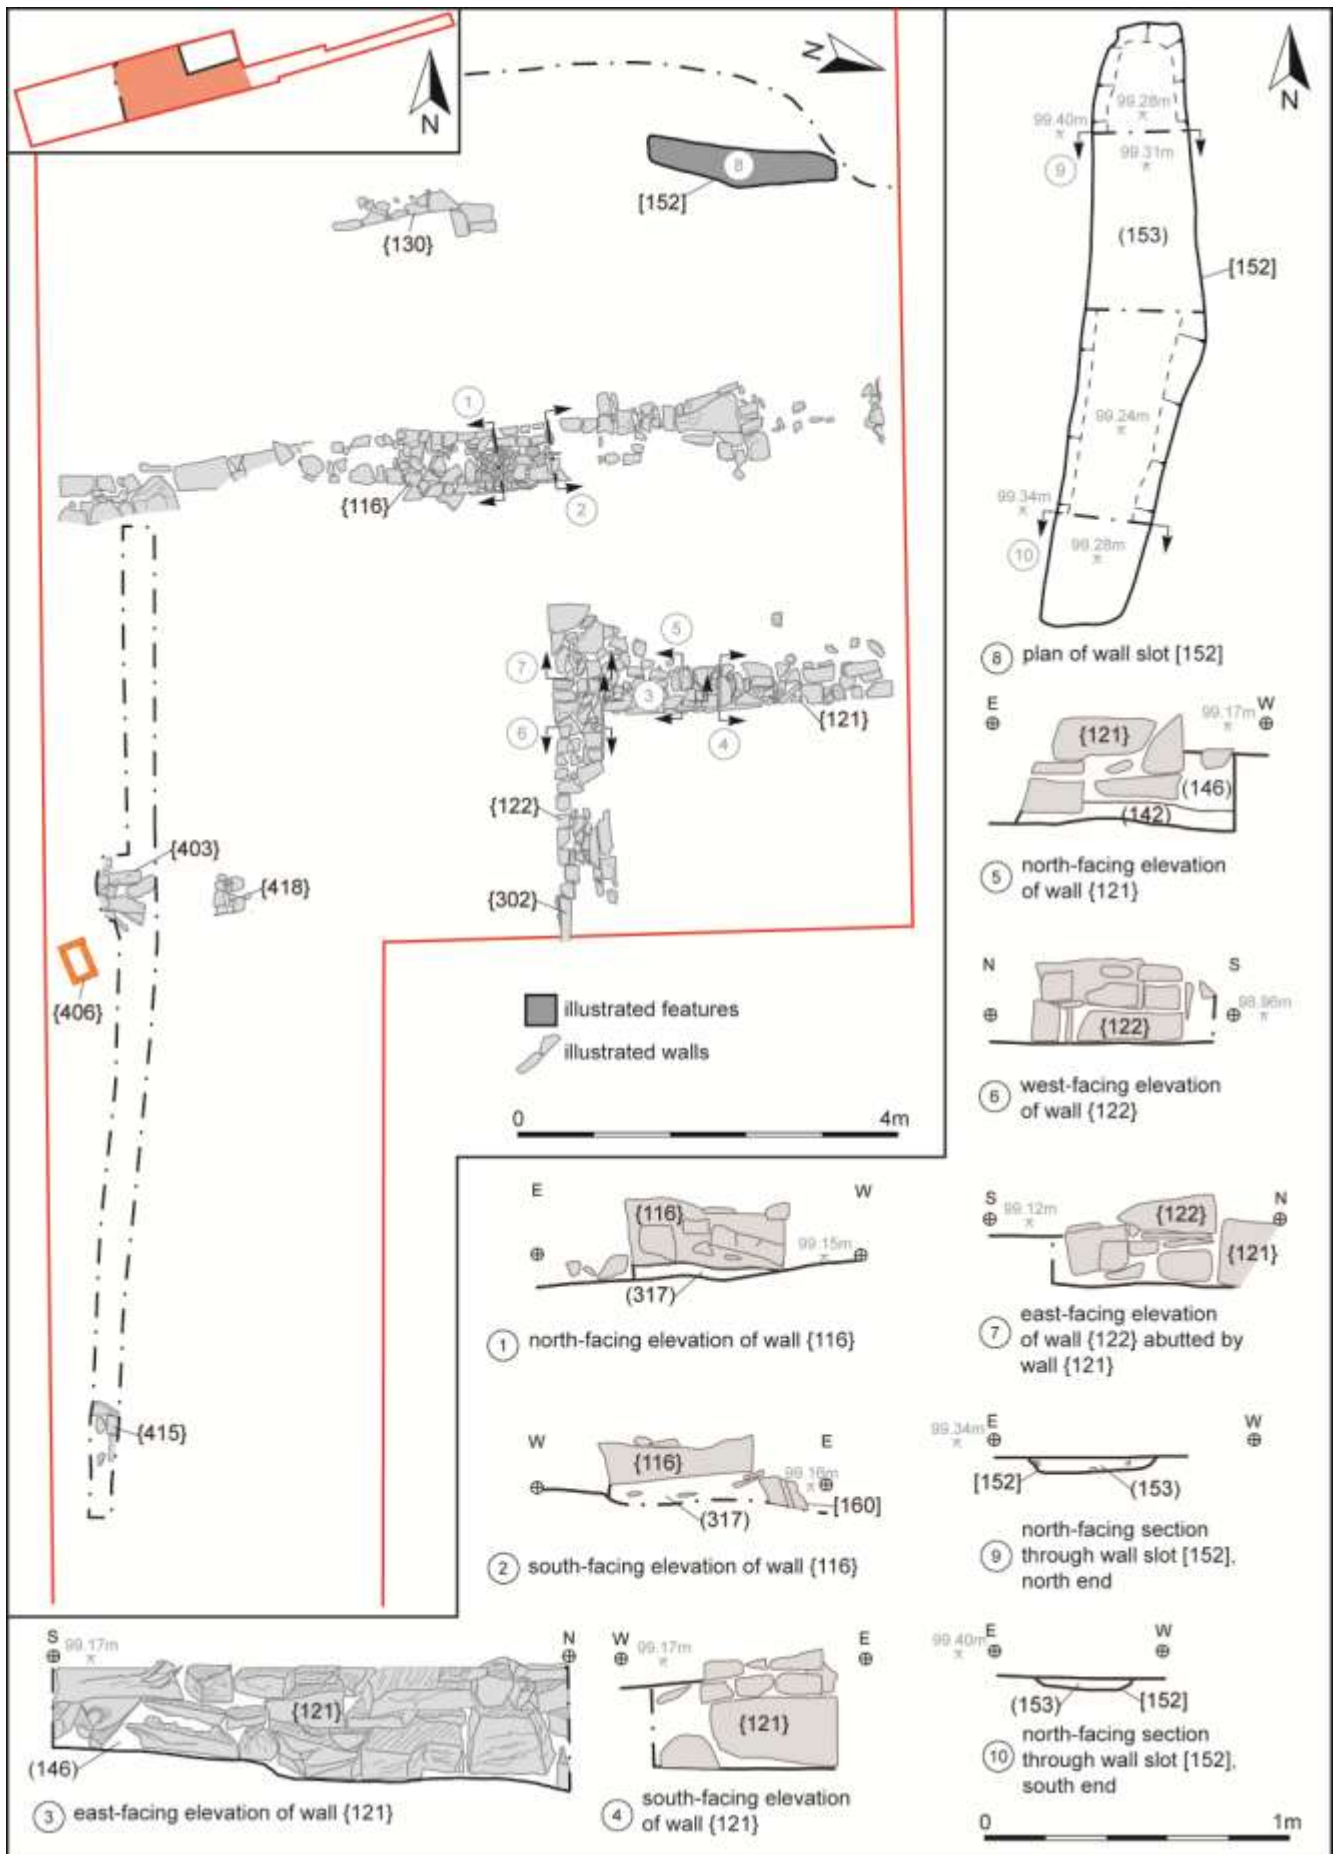 N
N
N
8
[152]
{130}
99.28m
99.40m
9
99.31m
(153)
[152]
99.24m
99.34m
10
99.28m
8 plan of wall slot [152]
1
{116}
2
5
7
3
6
{121}
4
{122}
{302}
{403}
{418}
{406}
{415}
illustrated features
illustrated walls
0 4m
E W
99.17m
{121}
(146)
(142)
5 north-facing elevation
of wall {121}
N S
98.96m
{122}
6 west-facing elevation
of wall {122}
S N
99.12m
{122}
{121}
7 east-facing elevation
of wall {122} abutted by
wall {121}
E W
{116}
99.15m
(317)
1 north-facing elevation of wall {116}
W E
{116}
99.16m
[160]
(317)
2 south-facing elevation of wall {116}
99.34m
E W
[152]
(153)
9 north-facing section
through wall slot [152],
north end
99.40m
E W
(153)
[152]
10 north-facing section
through wall slot [152],
south end
0 1m
S N
99.17m
{121}
(146)
3 east-facing elevation of wall {121}
W E
99.17m
{121}
4 south-facing elevation
of wall {121}